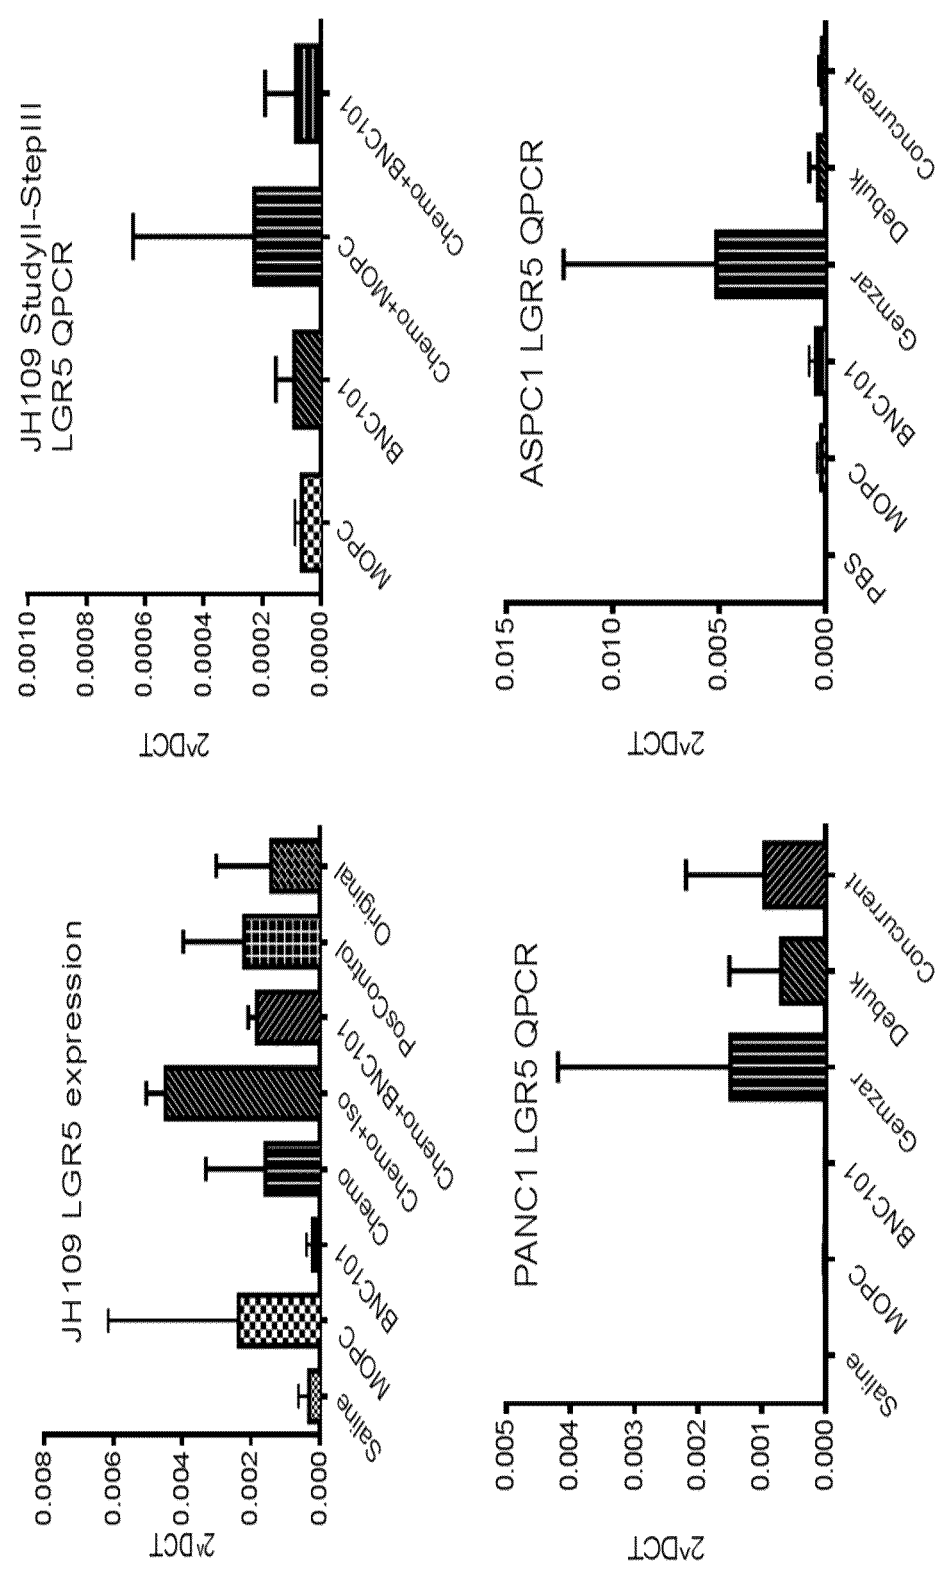 JH109 LGR5 expression
2^DCT
0.008
0.006
0.004
0.002
0.000
Saline
MOPC
BNC101
Chemo
Chemo+Iso
Chemo+BNC101
PosControl
Original
JH109 StudyII-StepIII
LGR5 QPCR
2^DCT
0.0010
0.0008
0.0006
0.0004
0.0002
0.0000
MOPC
BNC101
Chemo+MOPC
Chemo+BNC101
PANC1 LGR5 QPCR
2^DCT
0.005
0.004
0.003
0.002
0.001
0.000
Saline
MOPC
BNC101
Gemzar
Debulk
Concurrent
ASPC1 LGR5 QPCR
2^DCT
0.015
0.010
0.005
0.000
PBS
MOPC
BNC101
Gemzar
Debulk
Concurrent